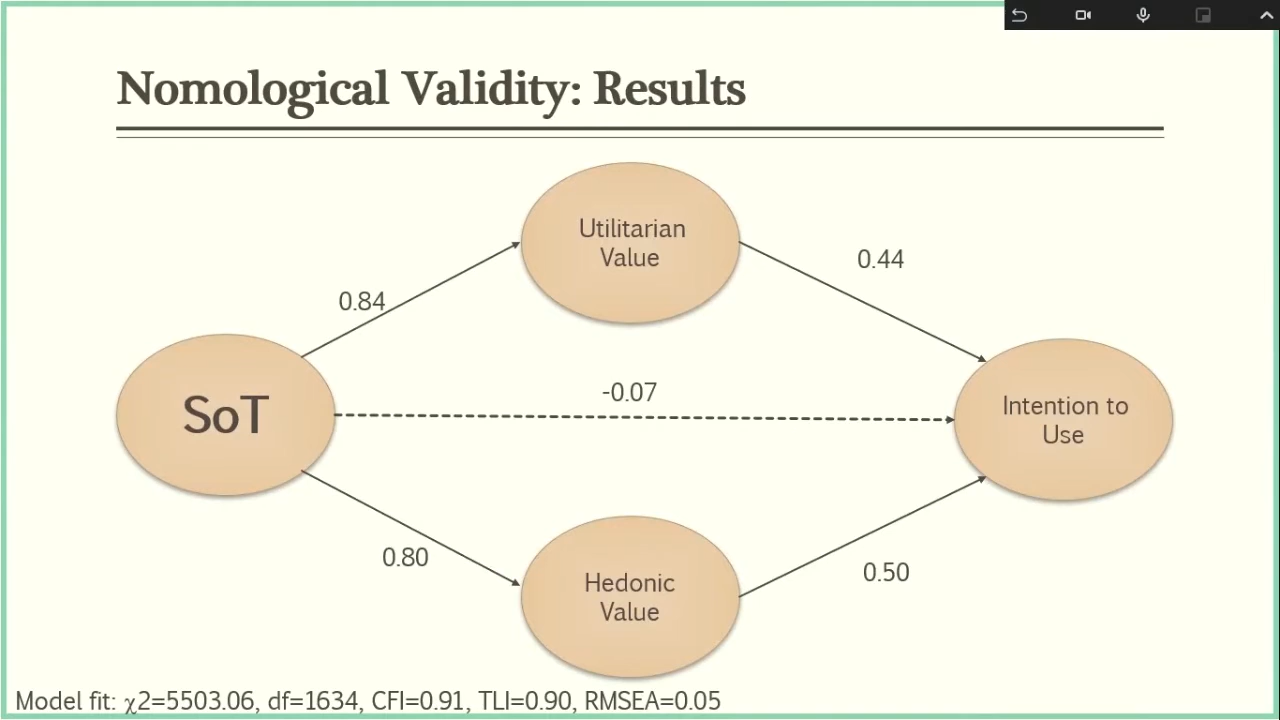 Nomological Validity: Results
Utilitarian
Value
0.44
0.84
-0.07
SoT
Intention to
Use
0.80
0.50
Hedonic
Value
Model fit: χ2=5503.06, df=1634, CFI=0.91, TLI=0.90, RMSEA=0.05